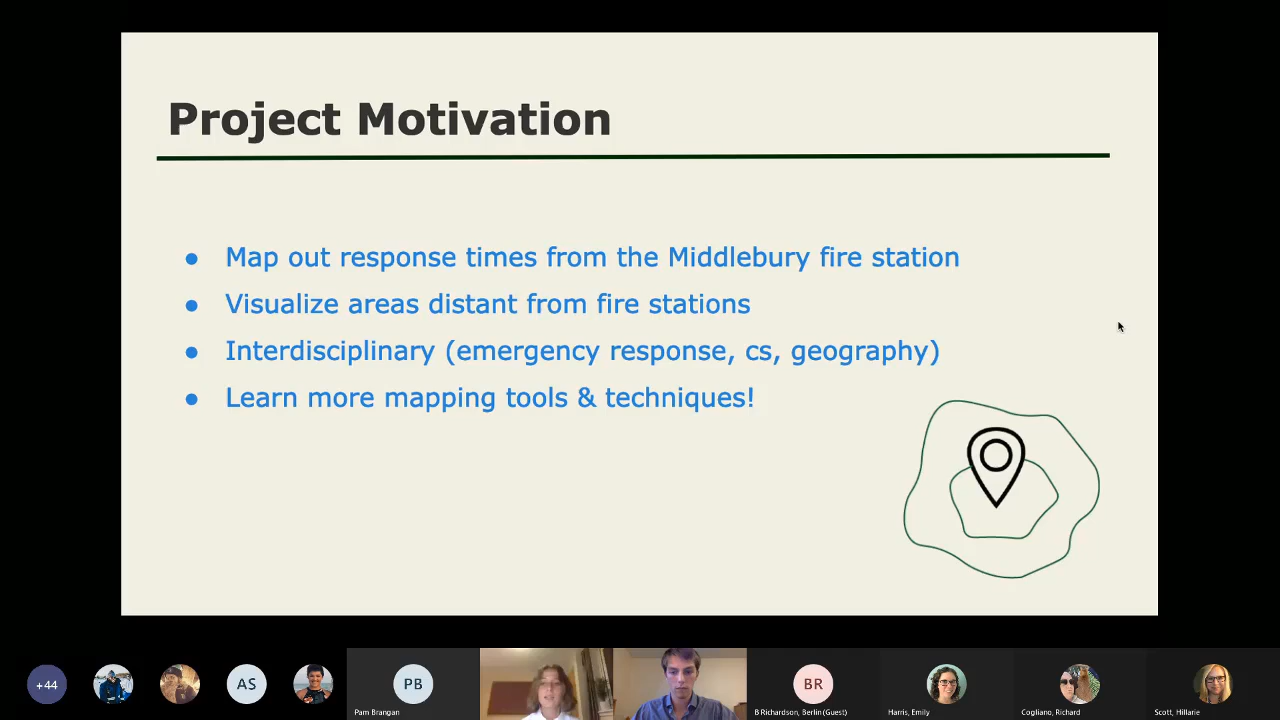 Project Motivation
● Map out response times from the Middlebury fire station
● Visualize areas distant from fire stations
● Interdisciplinary (emergency response, cs, geography)
● Learn more mapping tools & techniques!
+44
AS
PB
BR
Pam Brangan
B Richardson, Berlin (Guest)
Harris, Emily
Cogliano, Richard
Scott, Hillarie